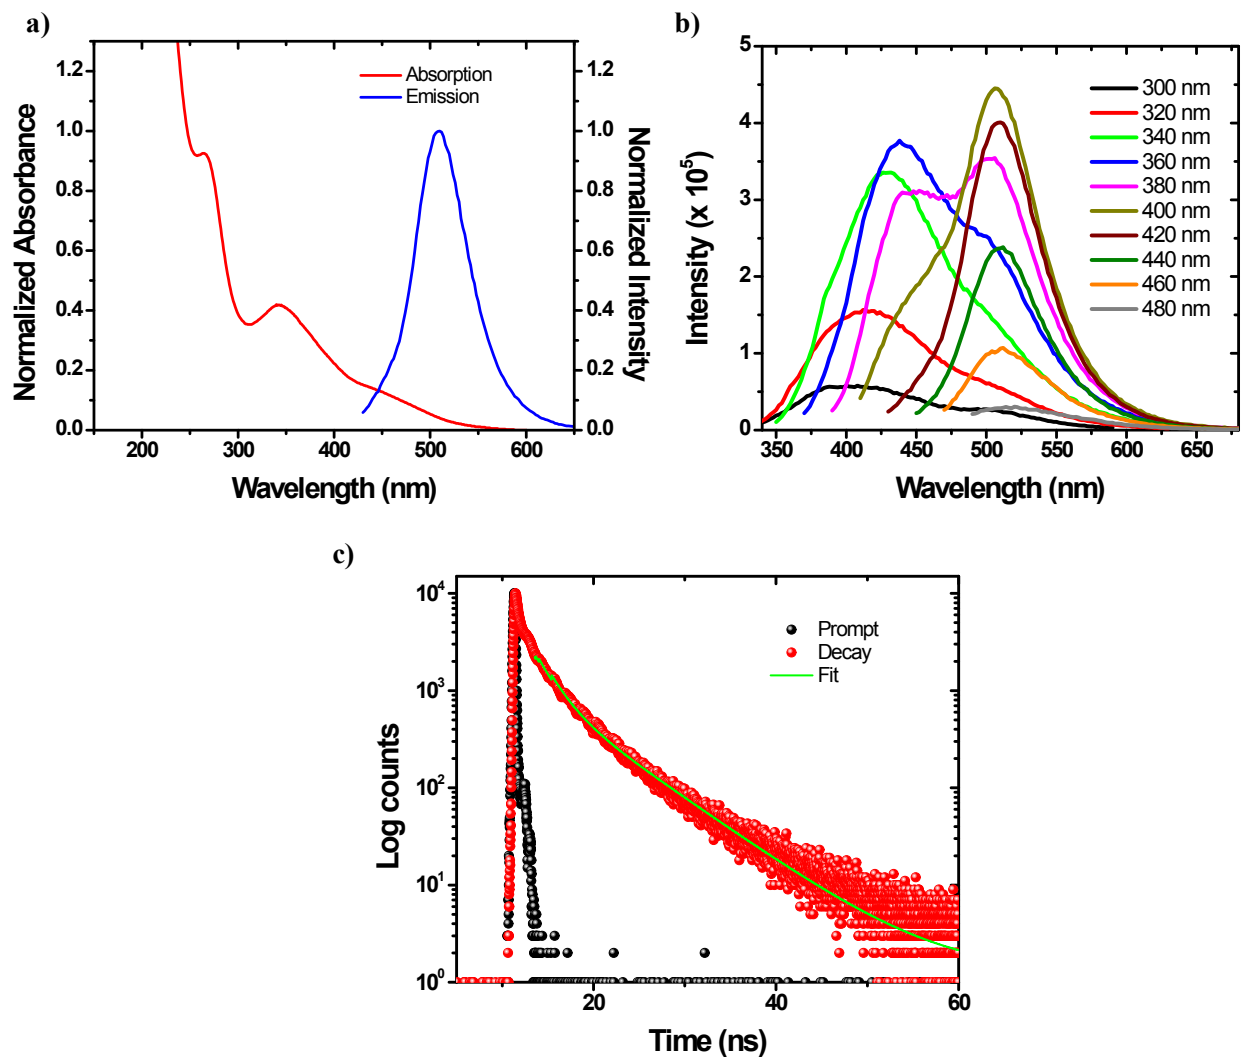 a)
1.2
1.0
0.8
0.6
0.4
0.2
0.0
200 300 400 500 600
1.2
1.0
0.8
0.6
0.4
0.2
0.0
Normalized Absorbance
Normalized Intensity
Wavelength (nm)
Absorption
Emission
b)
5
4
3
2
1
0
350 400 450 500 550 600 650
Intensity (x 10⁵)
Wavelength (nm)
300 nm
320 nm
340 nm
360 nm
380 nm
400 nm
420 nm
440 nm
460 nm
480 nm
c)
10⁴
10³
10²
10¹
10⁰
20 40 60
Log counts
Time (ns)
Prompt
Decay
Fit